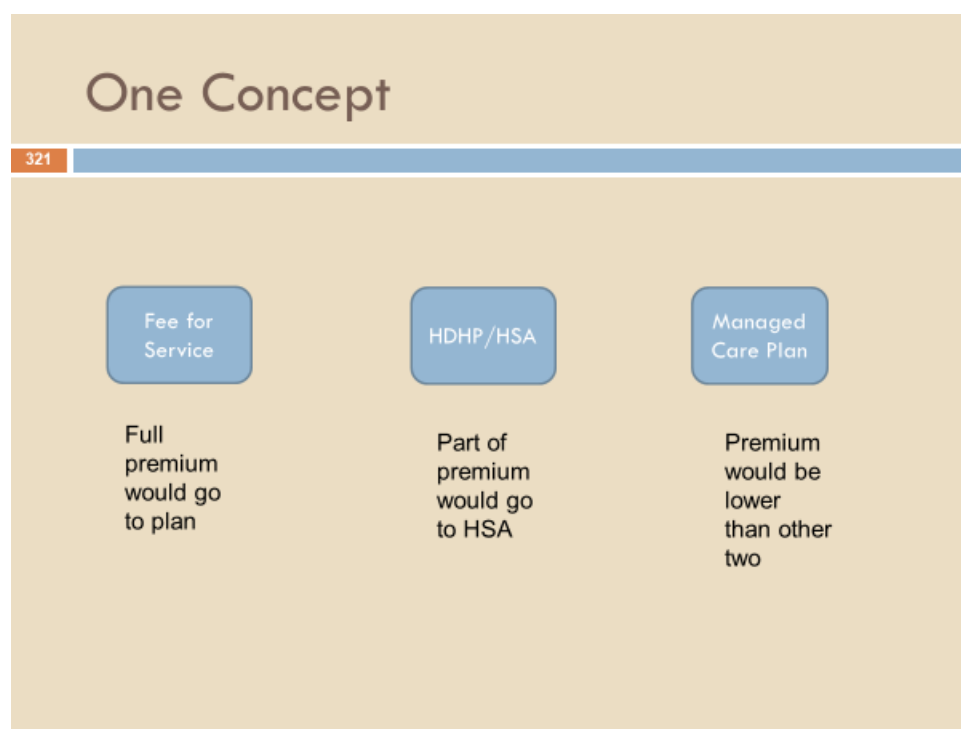 One Concept
321
Fee for
Service
Full
premium
would go
to plan
HDHP/HSA
Part of
premium
would go
to HSA
Managed
Care Plan
Premium
would be
lower
than other
two